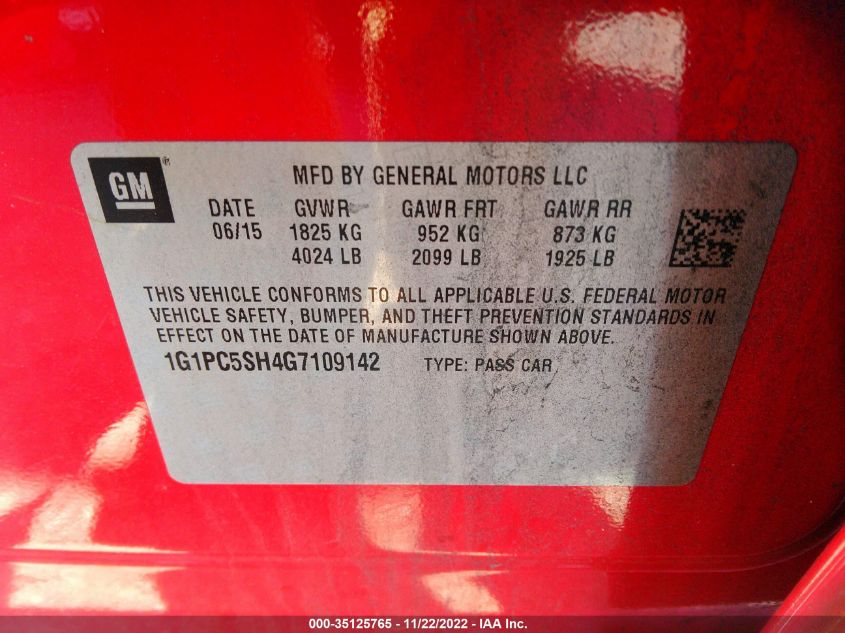 GM®
MFD BY GENERAL MOTORS LLC
DATE GVWR GAWR FRT GAWR RR
06/15 1825 KG 952 KG 873 KG
4024 LB 2099 LB 1925 LB
THIS VEHICLE CONFORMS TO ALL APPLICABLE U.S. FEDERAL MOTOR
VEHICLE SAFETY, BUMPER, AND THEFT PREVENTION STANDARDS IN
EFFECT ON THE DATE OF MANUFACTURE SHOWN ABOVE.
1G1PC5SH4G7109142 TYPE: PASS CAR
000-35125765 - 11/22/2022 - IAA Inc.